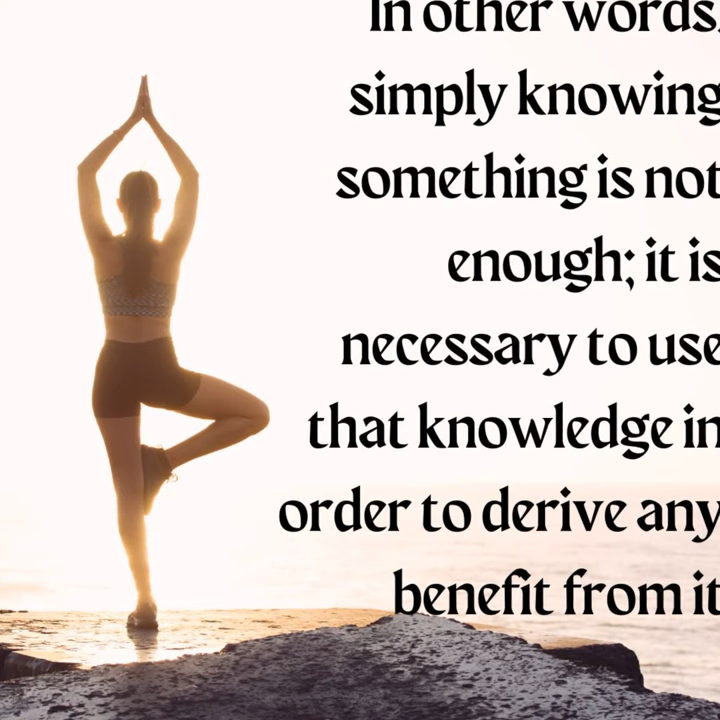 In other words,
simply knowing
something is not
enough; it is
necessary to use
that knowledge in
order to derive any
benefit from it